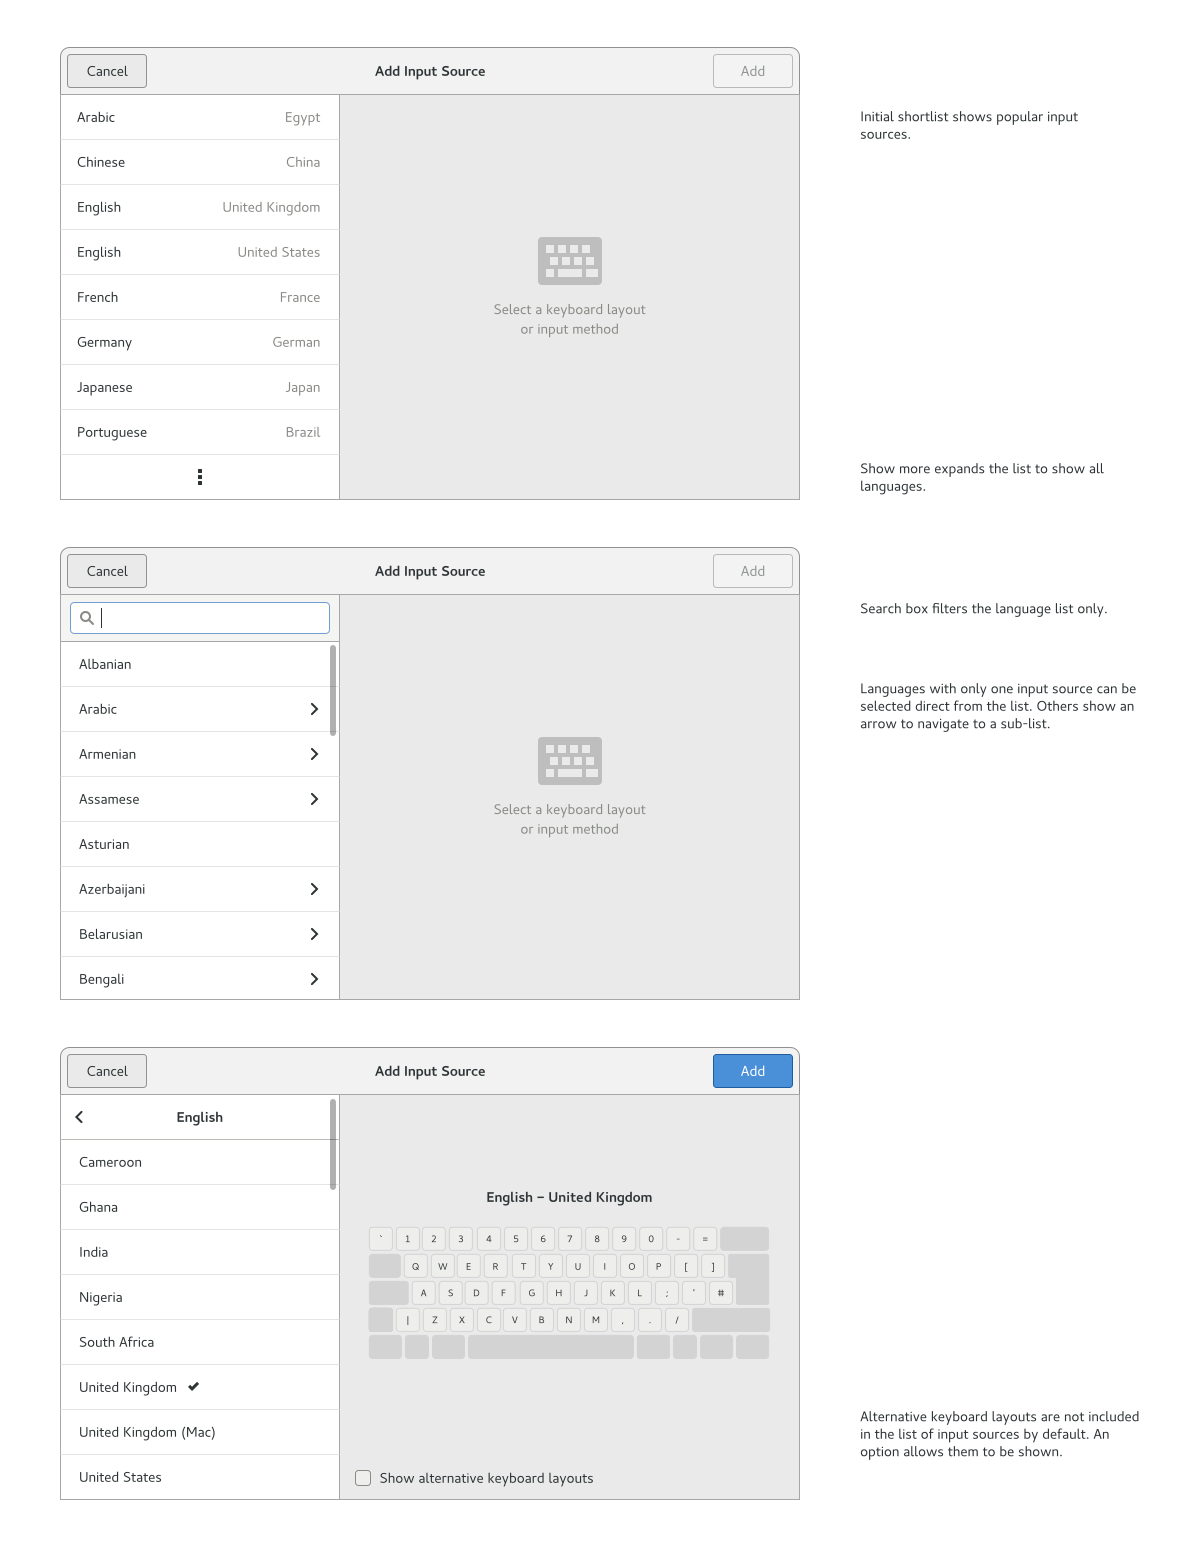 Cancel Add Input Source Add
Arabic Egypt
Chinese China
English United Kingdom
English United States
French France
Germany German
Japanese Japan
Portuguese Brazil
Select a keyboard layout
or input method
Initial shortlist shows popular input
sources.
Show more expands the list to show all
languages.
Cancel Add Input Source Add
Albanian
Arabic
Armenian
Assamese
Asturian
Azerbaijani
Belarusian
Bengali
Select a keyboard layout
or input method
Search box filters the language list only.
Languages with only one input source can be
selected direct from the list. Others show an
arrow to navigate to a sub-list.
Cancel Add Input Source Add
English
Cameroon
Ghana
India
Nigeria
South Africa
United Kingdom
United Kingdom (Mac)
United States
English – United Kingdom
` 1 2 3 4 5 6 7 8 9 0 - =
Q W E R T Y U I O P [ ]
A S D F G H J K L ; ' #
| Z X C V B N M , . /
Show alternative keyboard layouts
Alternative keyboard layouts are not included
in the list of input sources by default. An
option allows them to be shown.